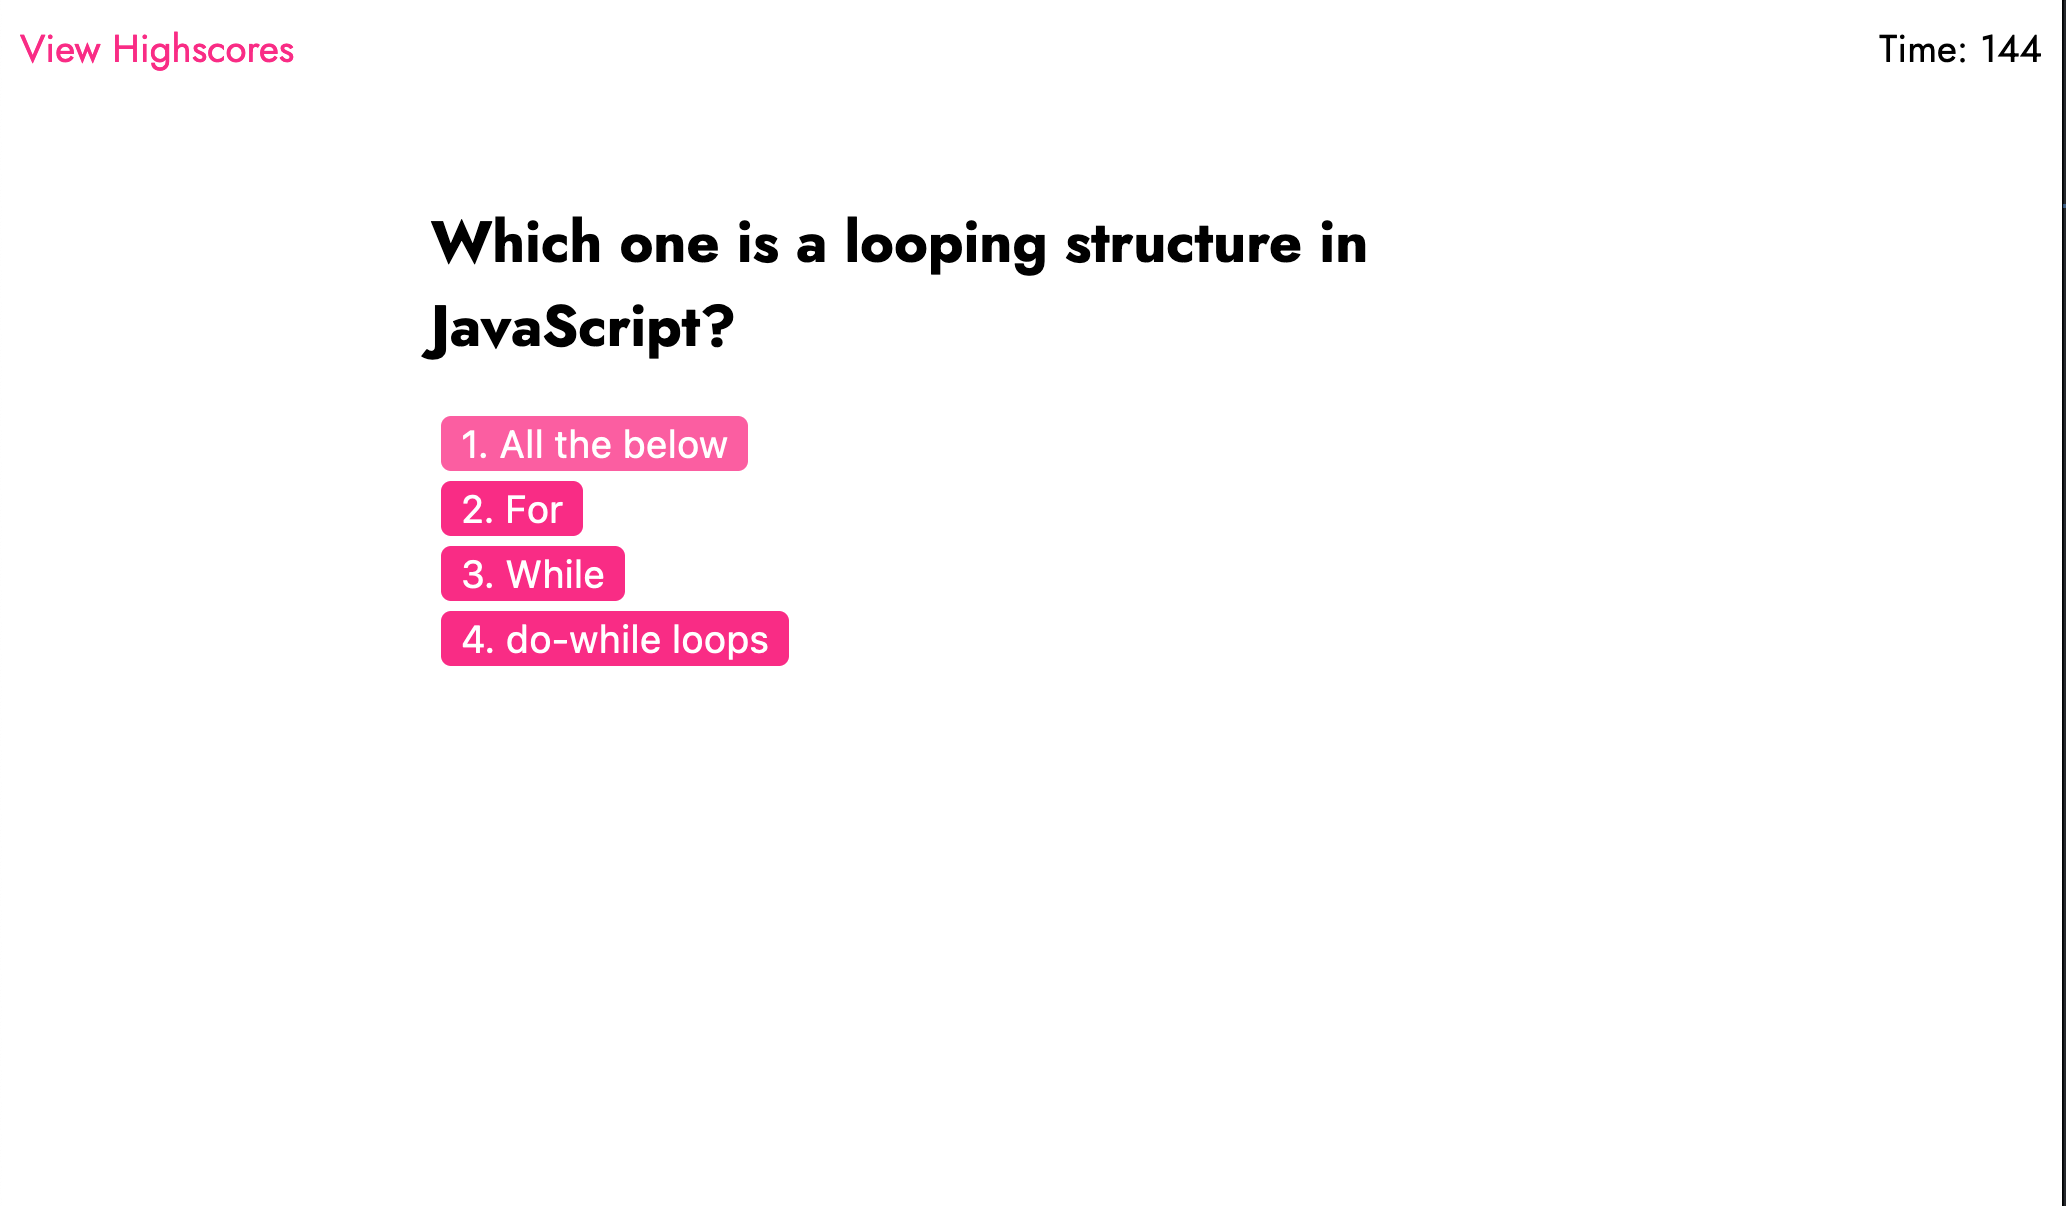 View Highscores
Time: 144
Which one is a looping structure in
JavaScript?
1. All the below
2. For
3. While
4. do-while loops